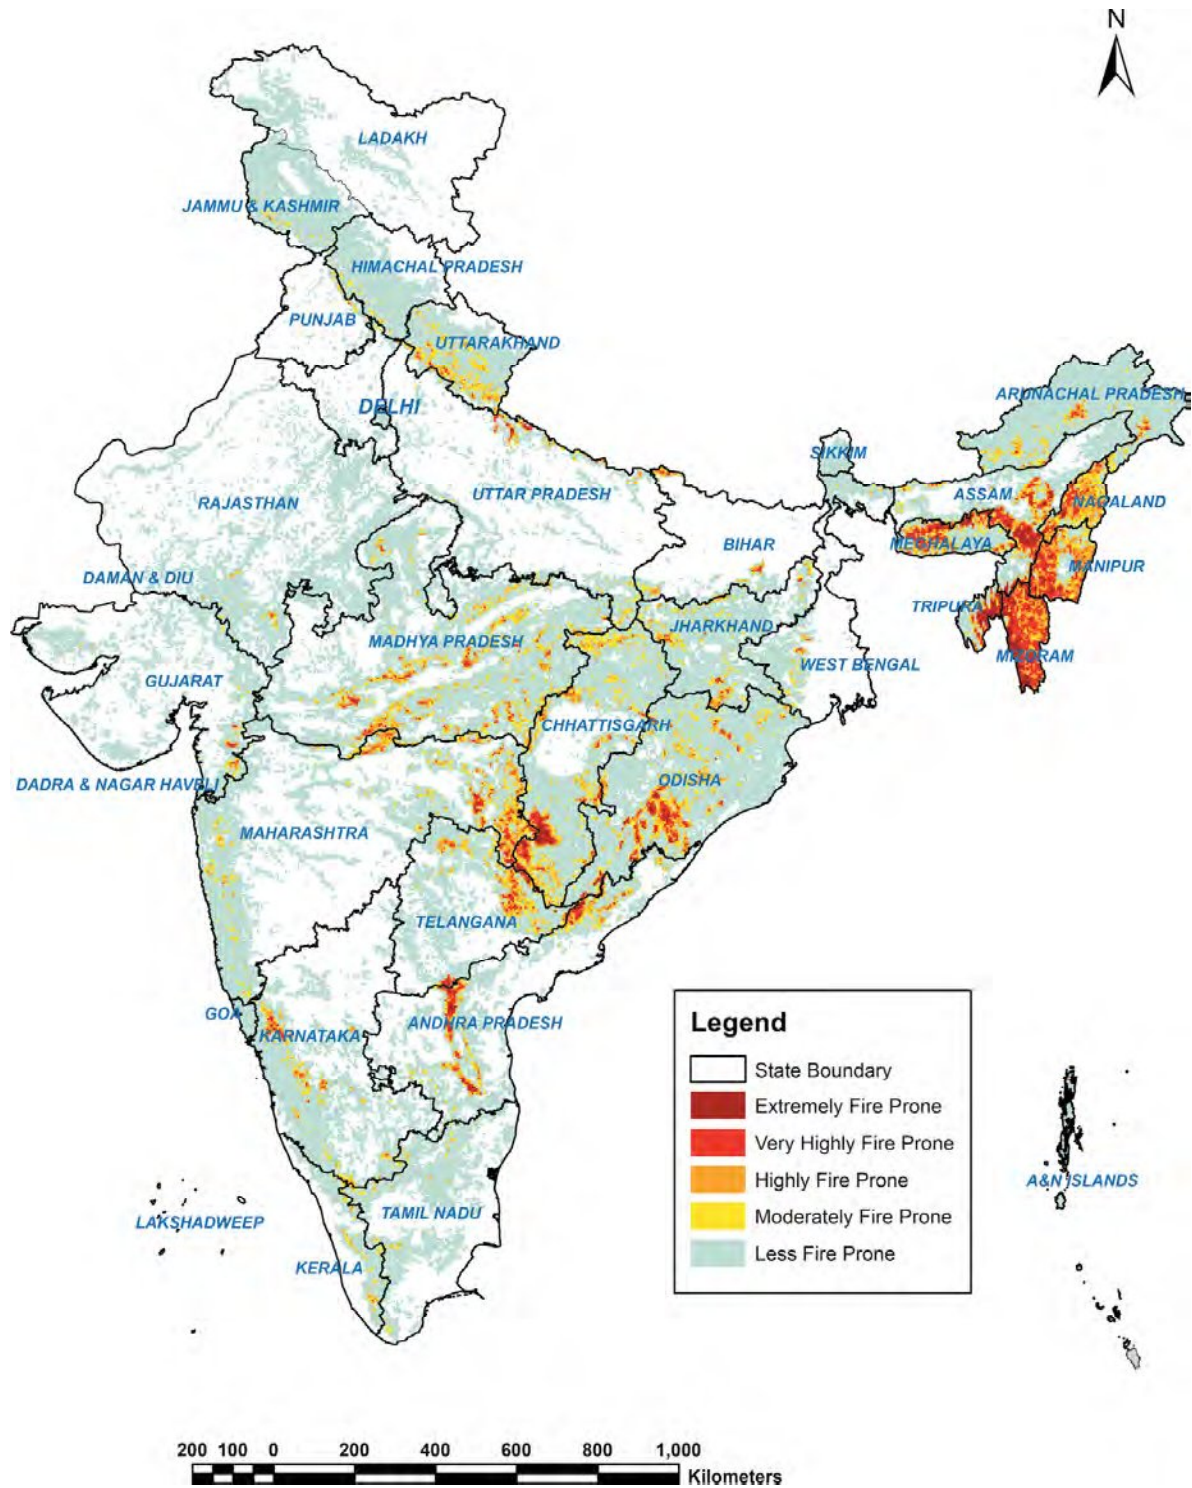 N
LADAKH
JAMMU & KASHMIR
HIMACHAL PRADESH
PUNJAB
UTTARAKHAND
DELHI
ARUNACHAL PRADESH
SIKKIM
RAJASTHAN
UTTAR PRADESH
ASSAM
NAGALAND
BIHAR
MEGHALAYA
MANIPUR
DAMAN & DIU
TRIPURA
JHARKHAND
MADHYA PRADESH
MIZORAM
WEST BENGAL
GUJARAT
CHHATTISGARH
ODISHA
DADRA & NAGAR HAVELI
MAHARASHTRA
TELANGANA
GOA
KARNATAKA
ANDHRA PRADESH
Legend
State Boundary
Extremely Fire Prone
Very Highly Fire Prone
Highly Fire Prone
Moderately Fire Prone
Less Fire Prone
A&N ISLANDS
LAKSHADWEEP
TAMIL NADU
KERALA
200 100 0 200 400 600 800 1,000
Kilometers